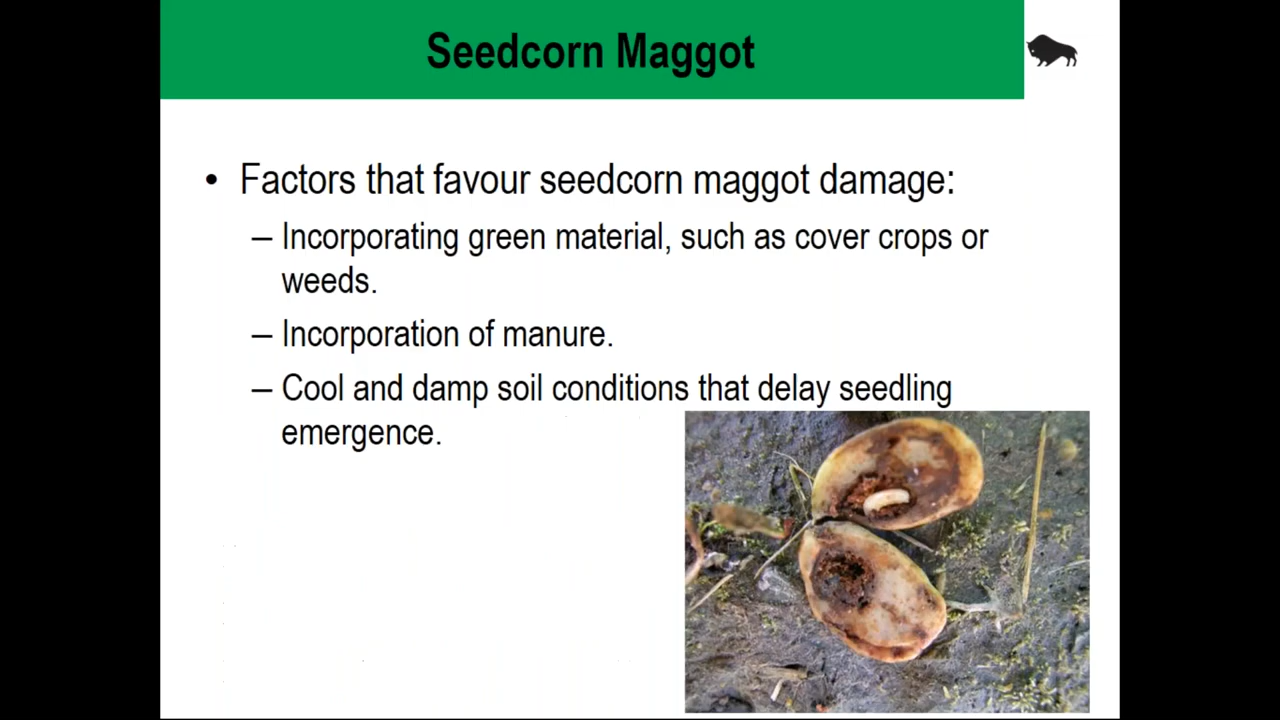 Seedcorn Maggot
• Factors that favour seedcorn maggot damage:
– Incorporating green material, such as cover crops or
weeds.
– Incorporation of manure.
– Cool and damp soil conditions that delay seedling
emergence.